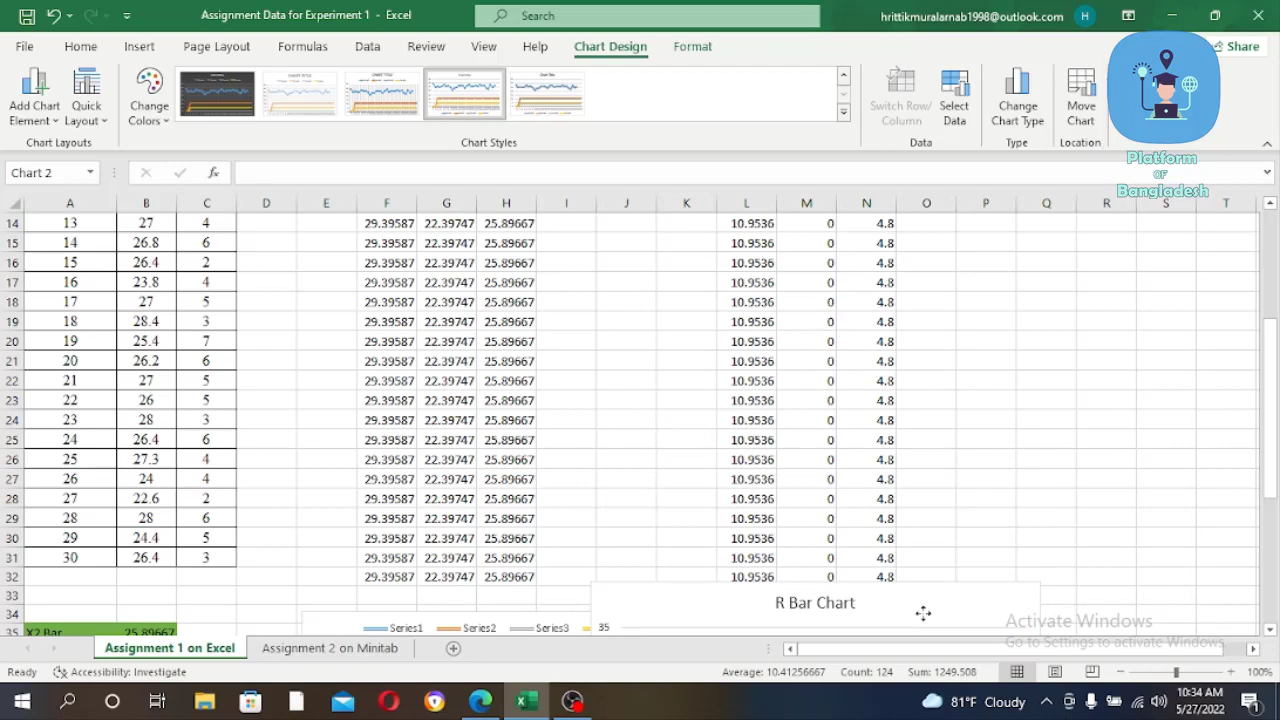 Assignment Data for Experiment 1 - Excel
Search
hrittikmuralarnab1998@outlook.com
H
File Home Insert Page Layout Formulas Data Review View Help Chart Design Format
Share
Add Chart Element
Quick Layout
Change Colors
Switch Row/ Column
Select Data
Change Chart Type
Move Chart
Chart Layouts
Chart Styles
Data
Type
Location
Platform
OF
Bangladesh
Chart 2
fx
A B C D E F G H I J K L M N O P Q R S T
14 13 27 4 29.39587 22.39747 25.89667 10.9536 0 4.8
15 14 26.8 6 29.39587 22.39747 25.89667 10.9536 0 4.8
16 15 26.4 2 29.39587 22.39747 25.89667 10.9536 0 4.8
17 16 23.8 4 29.39587 22.39747 25.89667 10.9536 0 4.8
18 17 27 5 29.39587 22.39747 25.89667 10.9536 0 4.8
19 18 28.4 3 29.39587 22.39747 25.89667 10.9536 0 4.8
20 19 25.4 7 29.39587 22.39747 25.89667 10.9536 0 4.8
21 20 26.2 6 29.39587 22.39747 25.89667 10.9536 0 4.8
22 21 27 5 29.39587 22.39747 25.89667 10.9536 0 4.8
23 22 26 5 29.39587 22.39747 25.89667 10.9536 0 4.8
24 23 28 3 29.39587 22.39747 25.89667 10.9536 0 4.8
25 24 26.4 6 29.39587 22.39747 25.89667 10.9536 0 4.8
26 25 27.3 4 29.39587 22.39747 25.89667 10.9536 0 4.8
27 26 24 4 29.39587 22.39747 25.89667 10.9536 0 4.8
28 27 22.6 2 29.39587 22.39747 25.89667 10.9536 0 4.8
29 28 28 6 29.39587 22.39747 25.89667 10.9536 0 4.8
30 29 24.4 5 29.39587 22.39747 25.89667 10.9536 0 4.8
31 30 26.4 3 29.39587 22.39747 25.89667 10.9536 0 4.8
32 29.39587 22.39747 25.89667 10.9536 0 4.8
33
34
R Bar Chart
35 X2 Bar 25.89667
Series1 Series2 Series3 35
Activate Windows
Go to Settings to activate Windows.
Assignment 1 on Excel Assignment 2 on Minitab
Ready Accessibility: Investigate Average: 10.41256667 Count: 124 Sum: 1249.508 100%
81°F Cloudy
10:34 AM
5/27/2022
1